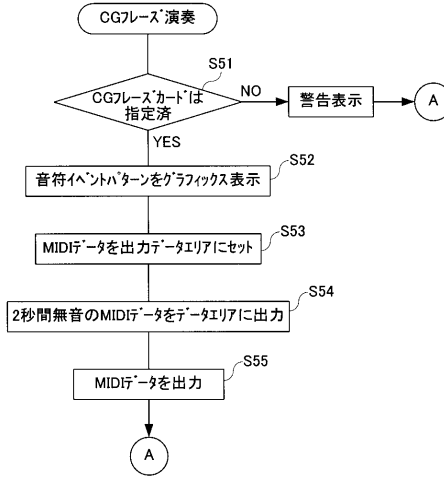 CGﾌﾚｰｽﾞ演奏
S51
CGﾌﾚｰｽﾞｶｰﾄﾞは
指定済
NO
警告表示
A
YES
S52
音符ｲﾍﾞﾝﾄﾊﾟﾀｰﾝをｸﾞﾗﾌｨｯｸｽ表示
S53
MIDIﾃﾞｰﾀを出力ﾃﾞｰﾀｴﾘｱにｾｯﾄ
S54
2秒間無音のMIDIﾃﾞｰﾀをﾃﾞｰﾀｴﾘｱに出力
S55
MIDIﾃﾞｰﾀを出力
A